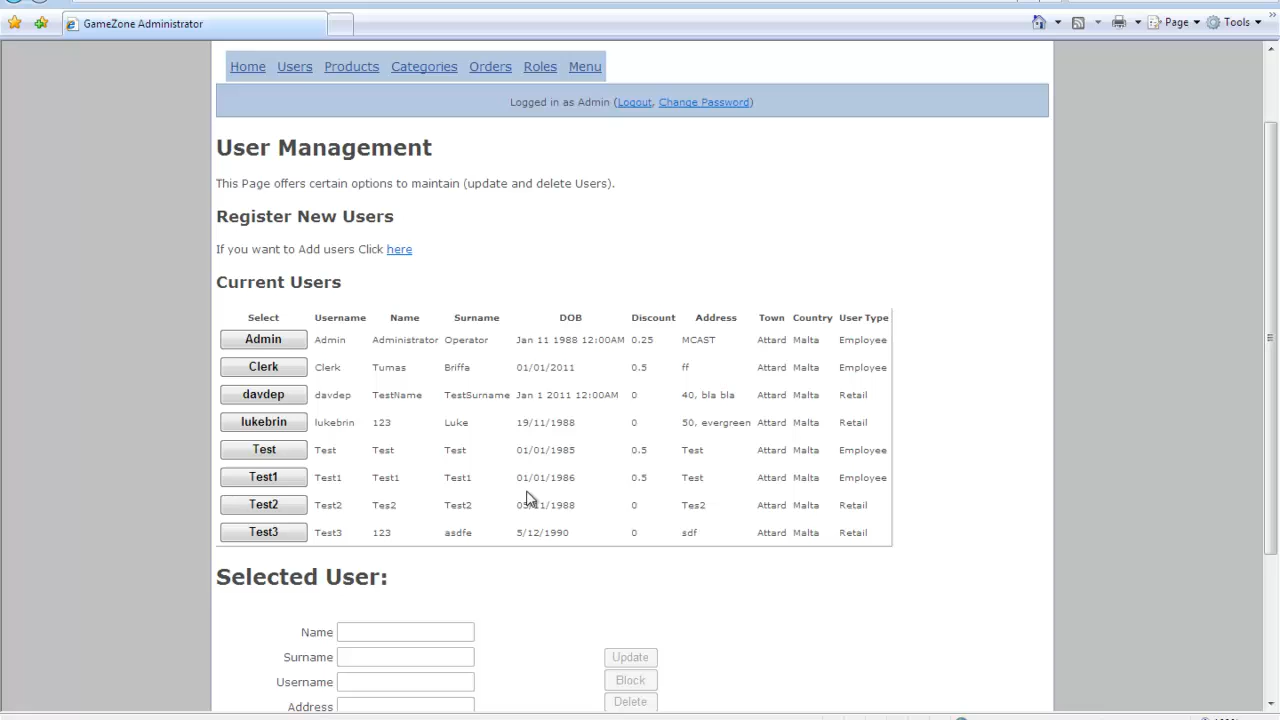 GameZone Administrator
Page Tools
Home Users Products Categories Orders Roles Menu
Logged in as Admin (Logout, Change Password)
User Management
This Page offers certain options to maintain (update and delete Users).
Register New Users
If you want to Add users Click here
Current Users
Select Username Name Surname DOB Discount Address Town Country User Type
Admin Admin Administrator Operator Jan 11 1988 12:00AM 0.25 MCAST Attard Malta Employee
Clerk Clerk Tumas Briffa 01/01/2011 0.5 ff Attard Malta Employee
davdep davdep TestName TestSurname Jan 1 2011 12:00AM 0 40, bla bla Attard Malta Retail
lukebrin lukebrin 123 Luke 19/11/1988 0 50, evergreen Attard Malta Retail
Test Test Test Test 01/01/1985 0.5 Test Attard Malta Employee
Test1 Test1 Test1 Test1 01/01/1986 0.5 Test Attard Malta Employee
Test2 Test2 Tes2 Test2 0 Tes2 Attard Malta Retail
Test3 Test3 123 asdfe 5/12/1990 0 sdf Attard Malta Retail
Selected User:
Name
Surname Update
Username Block
Address Delete